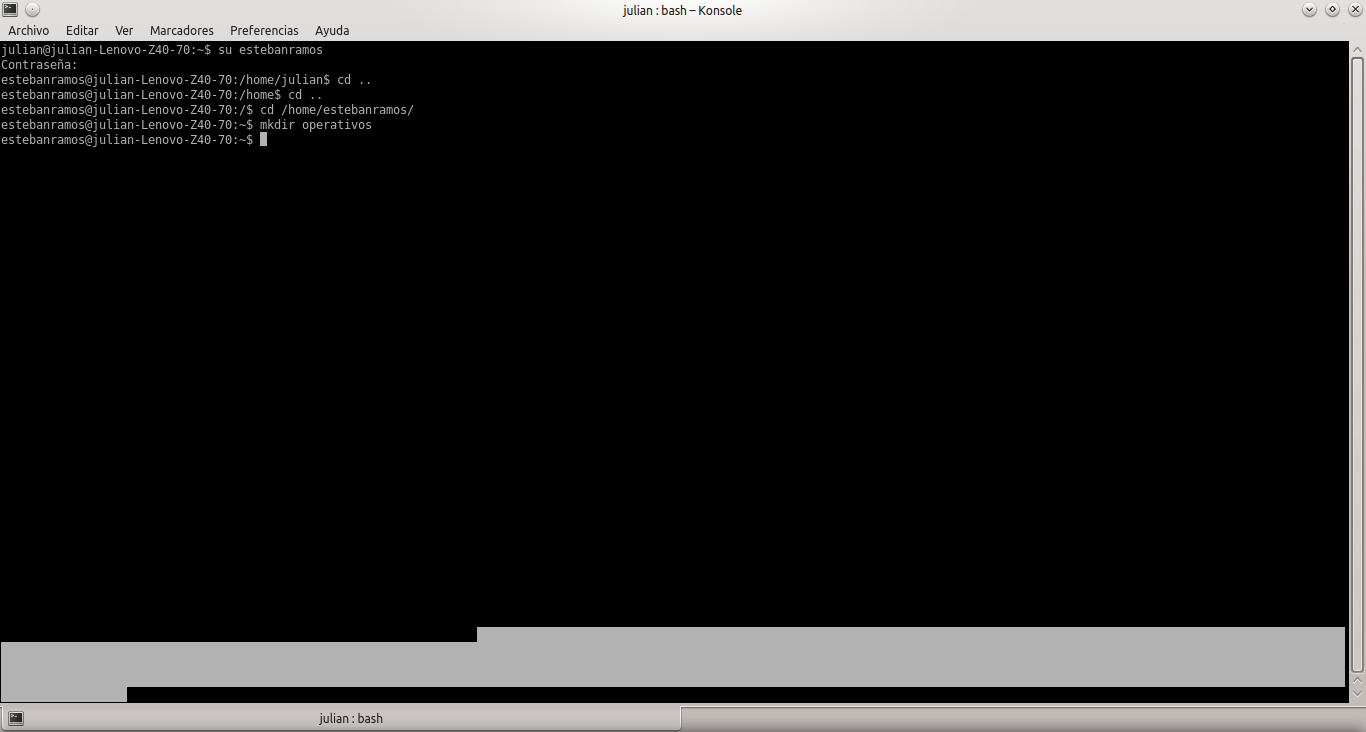 julian : bash – Konsole
Archivo Editar Ver Marcadores Preferencias Ayuda
julian@julian-Lenovo-Z40-70:~$ su estebanramos
Contraseña:
estebanramos@julian-Lenovo-Z40-70:/home/julian$ cd ..
estebanramos@julian-Lenovo-Z40-70:/home$ cd ..
estebanramos@julian-Lenovo-Z40-70:/$ cd /home/estebanramos/
estebanramos@julian-Lenovo-Z40-70:~$ mkdir operativos
estebanramos@julian-Lenovo-Z40-70:~$
julian : bash